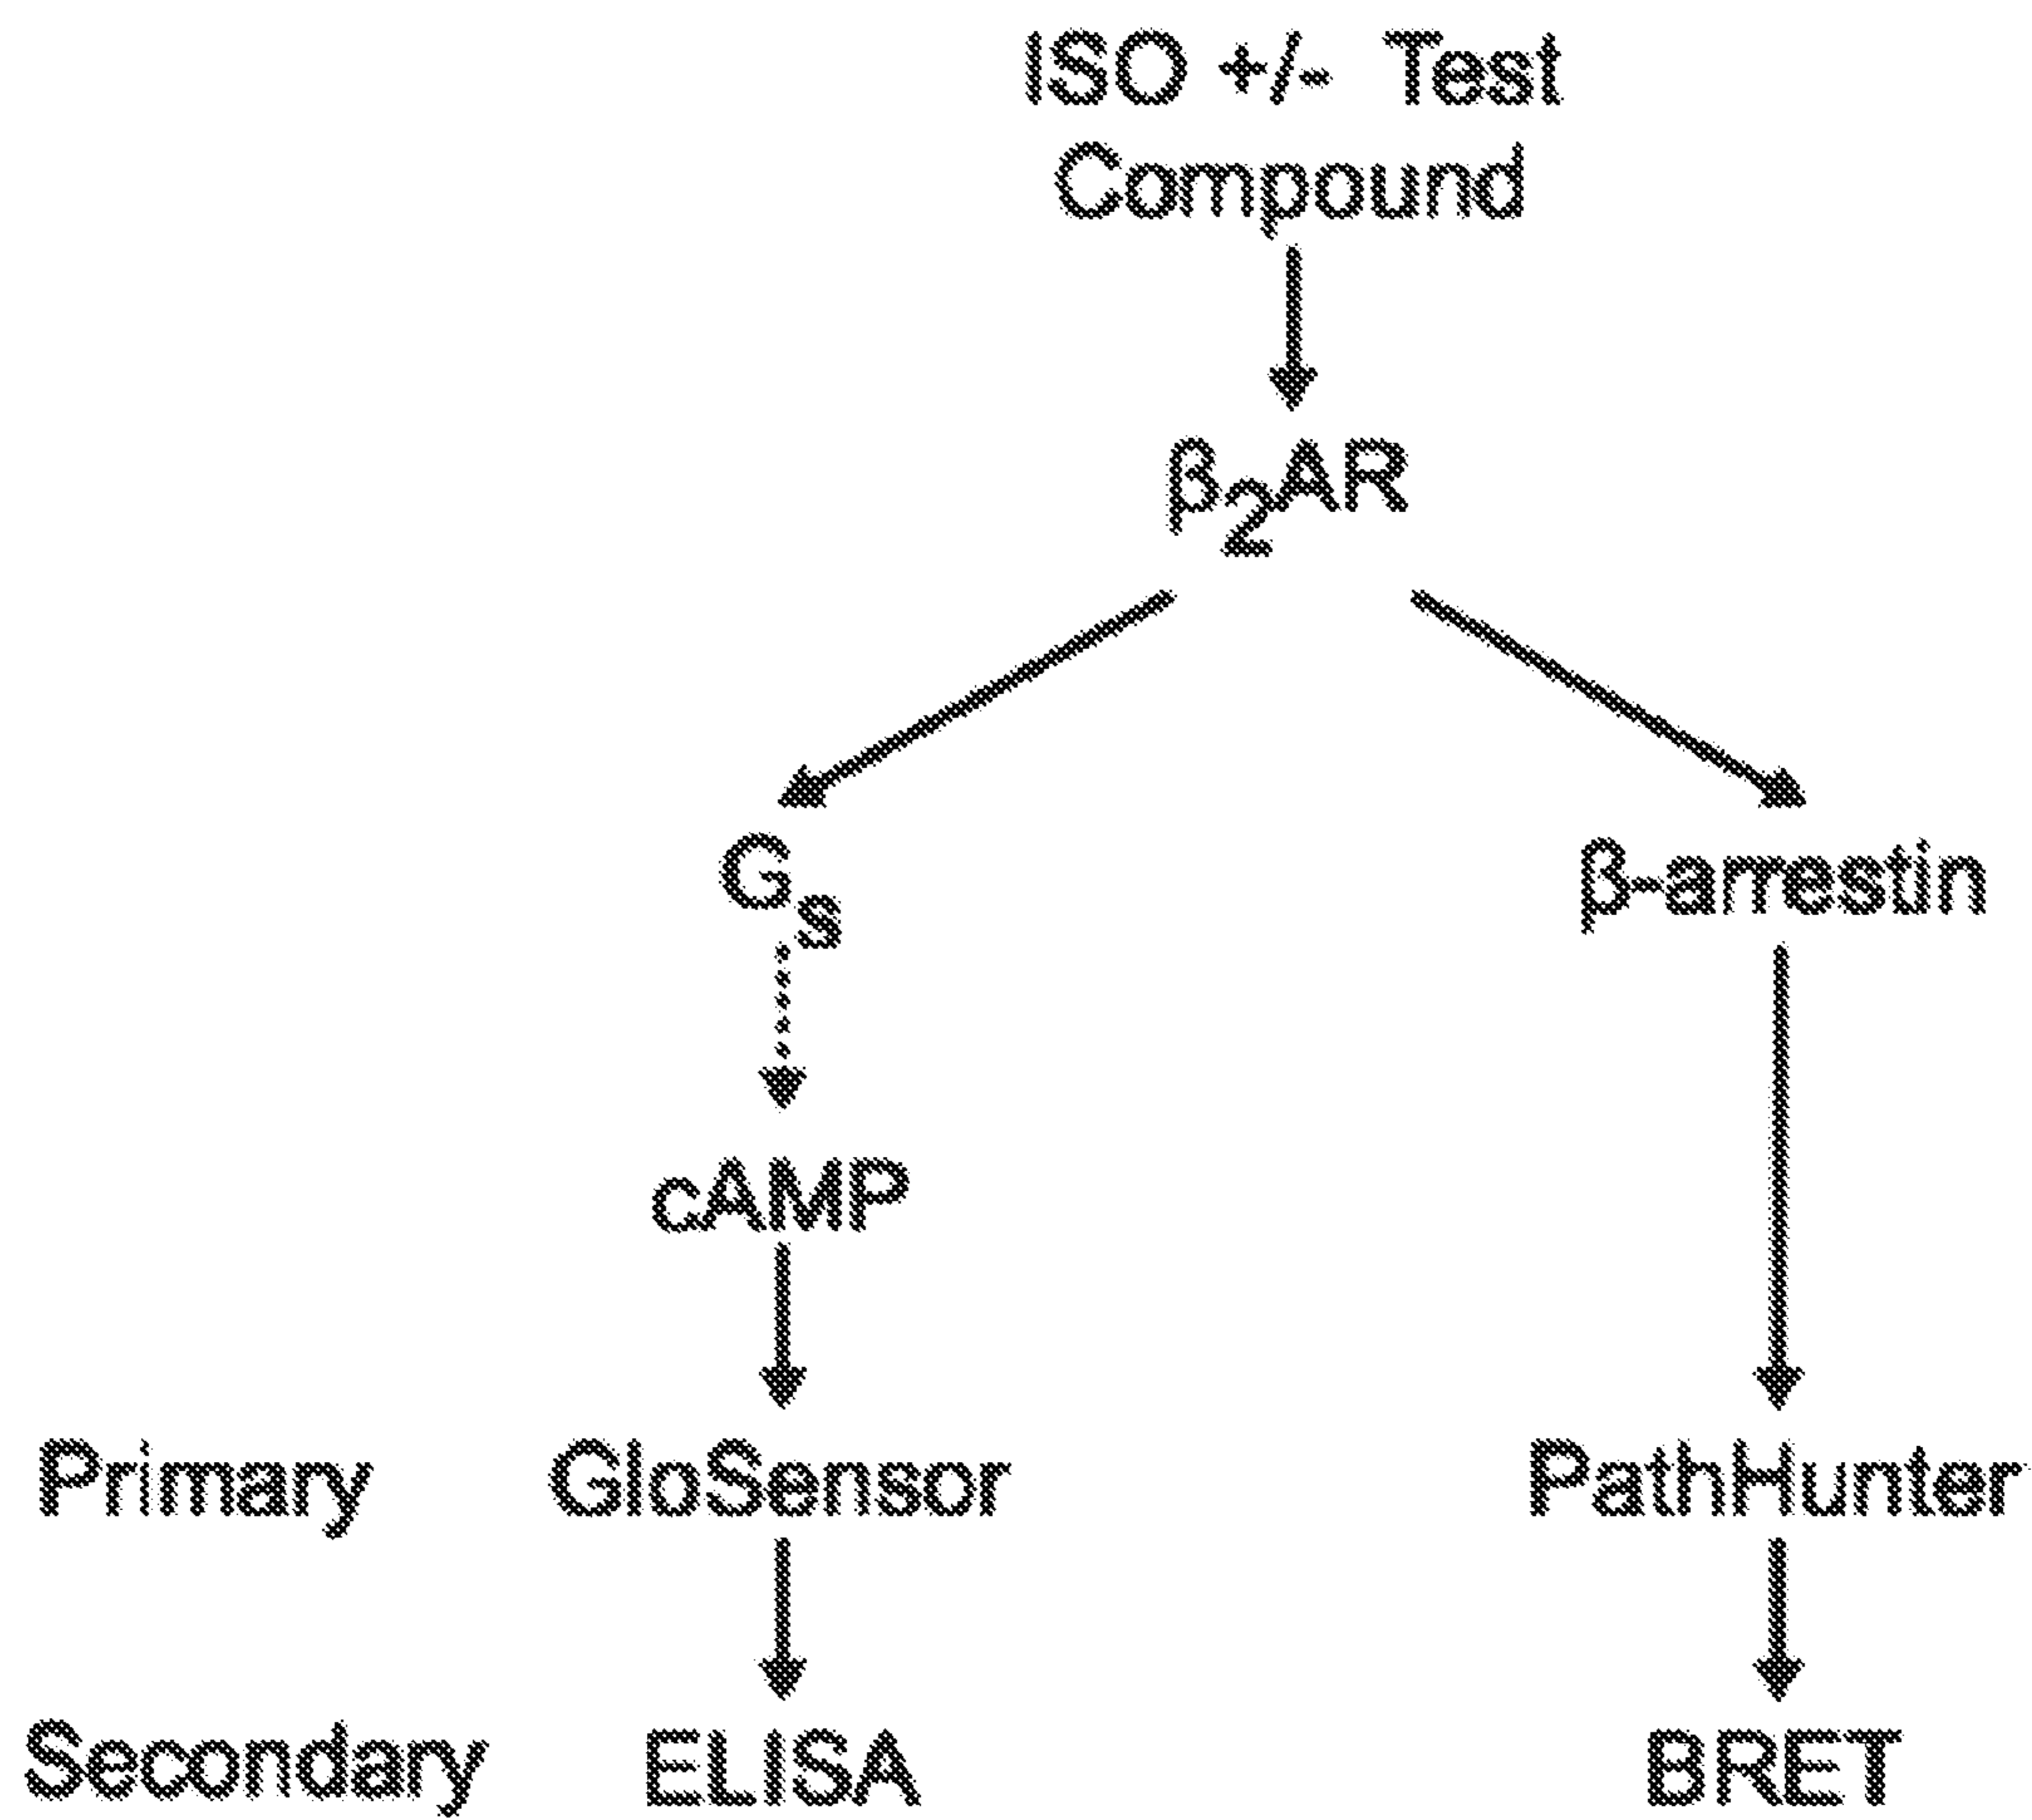 ISO +/- Test
Compound
β₂AR
Gₛ
β-arrestin
cAMP
Primary
GloSensor
PathHunter
Secondary
ELISA
BRET